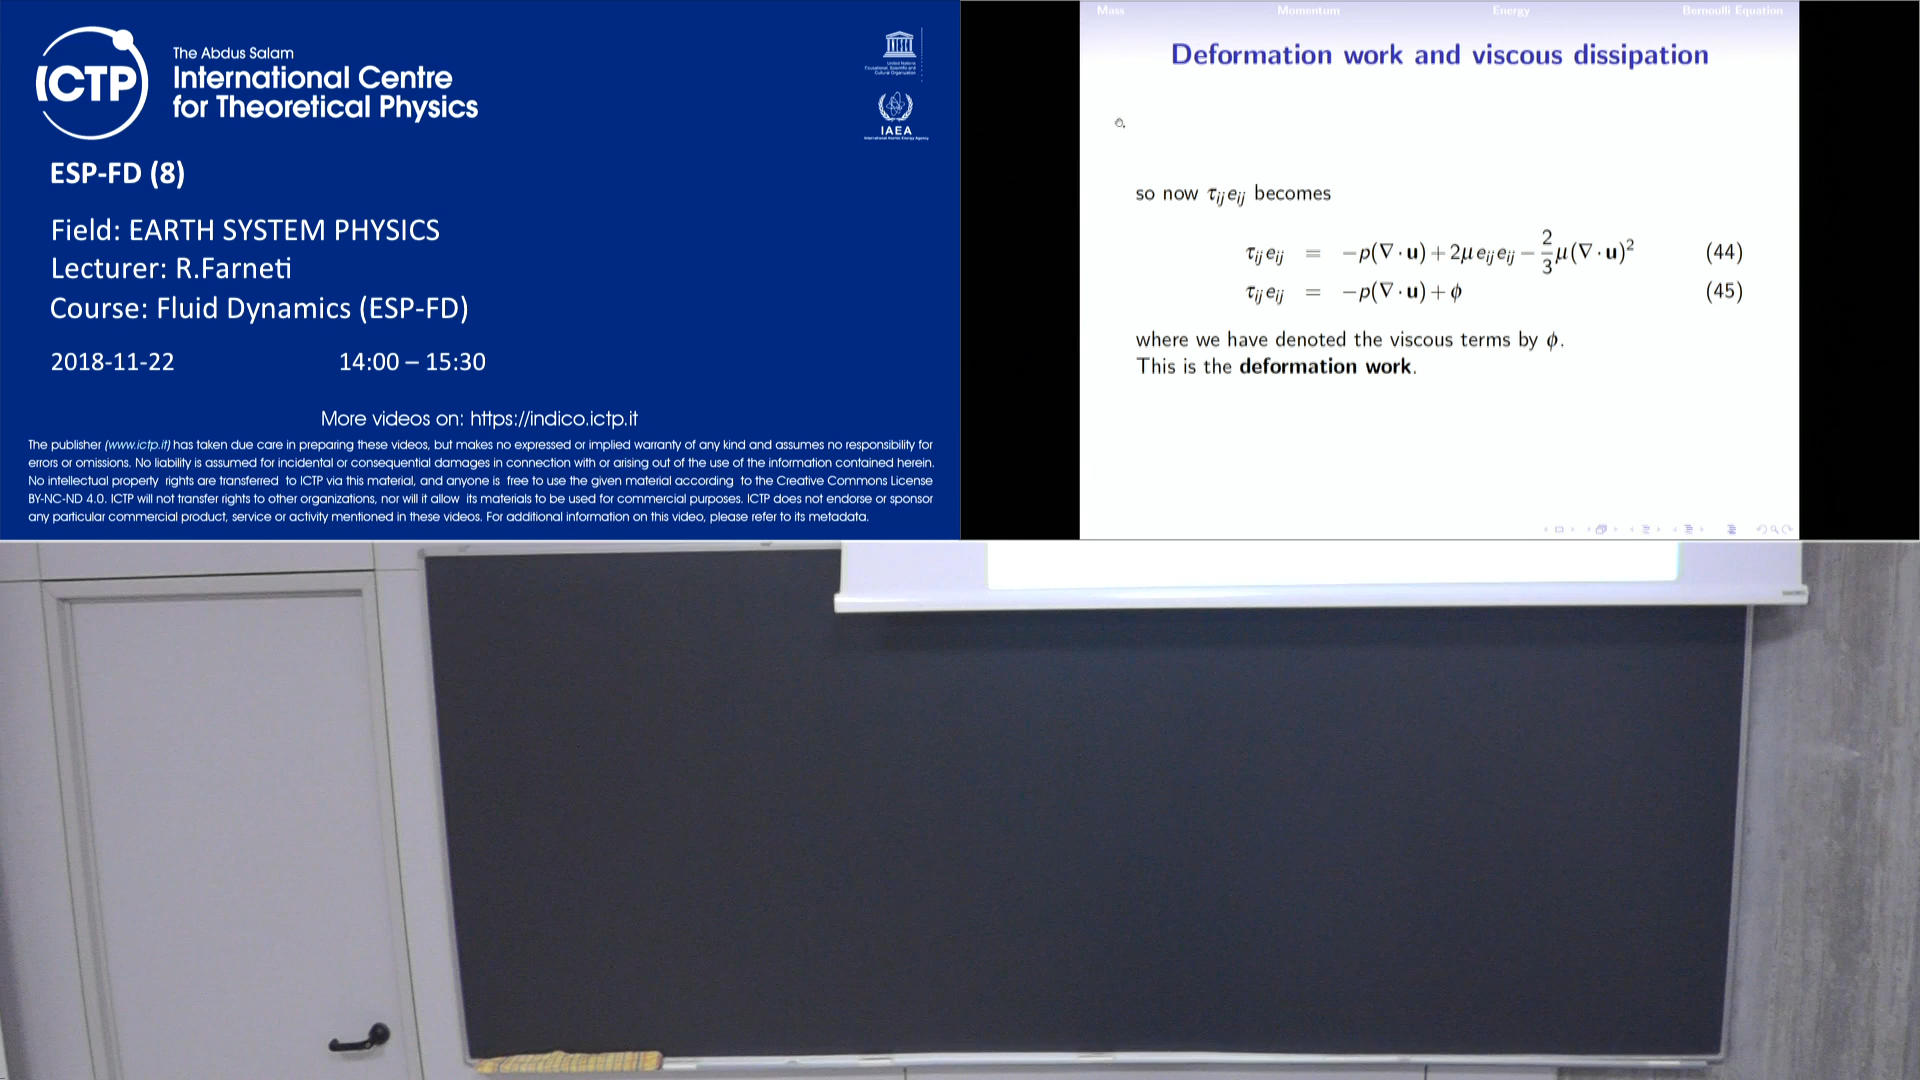 ICTP
The Abdus Salam
International Centre
for Theoretical Physics
United Nations
Educational, Scientific and
Cultural Organization
IAEA
International Atomic Energy Agency
ESP-FD (8)
Field: EARTH SYSTEM PHYSICS
Lecturer: R.Farneti
Course: Fluid Dynamics (ESP-FD)
2018-11-22 14:00 – 15:30
More videos on: https://indico.ictp.it
The publisher (www.ictp.it) has taken due care in preparing these videos, but makes no expressed or implied warranty of any kind and assumes no responsibility for
errors or omissions. No liability is assumed for incidental or consequential damages in connection with or arising out of the use of the information contained herein.
No intellectual property rights are transferred to ICTP via this material, and anyone is free to use the given material according to the Creative Commons License
BY-NC-ND 4.0. ICTP will not transfer rights to other organizations, nor will it allow its materials to be used for commercial purposes. ICTP does not endorse or sponsor
any particular commercial product, service or activity mentioned in these videos. For additional information on this video, please refer to its metadata.
Mass Momentum Energy Bernoulli Equation
Deformation work and viscous dissipation
so now τ_ij e_ij becomes
τ_ij e_ij = −p(∇·u) + 2μ e_ij e_ij − 2/3 μ(∇·u)² (44)
τ_ij e_ij = −p(∇·u) + ϕ (45)
where we have denoted the viscous terms by ϕ.
This is the deformation work.